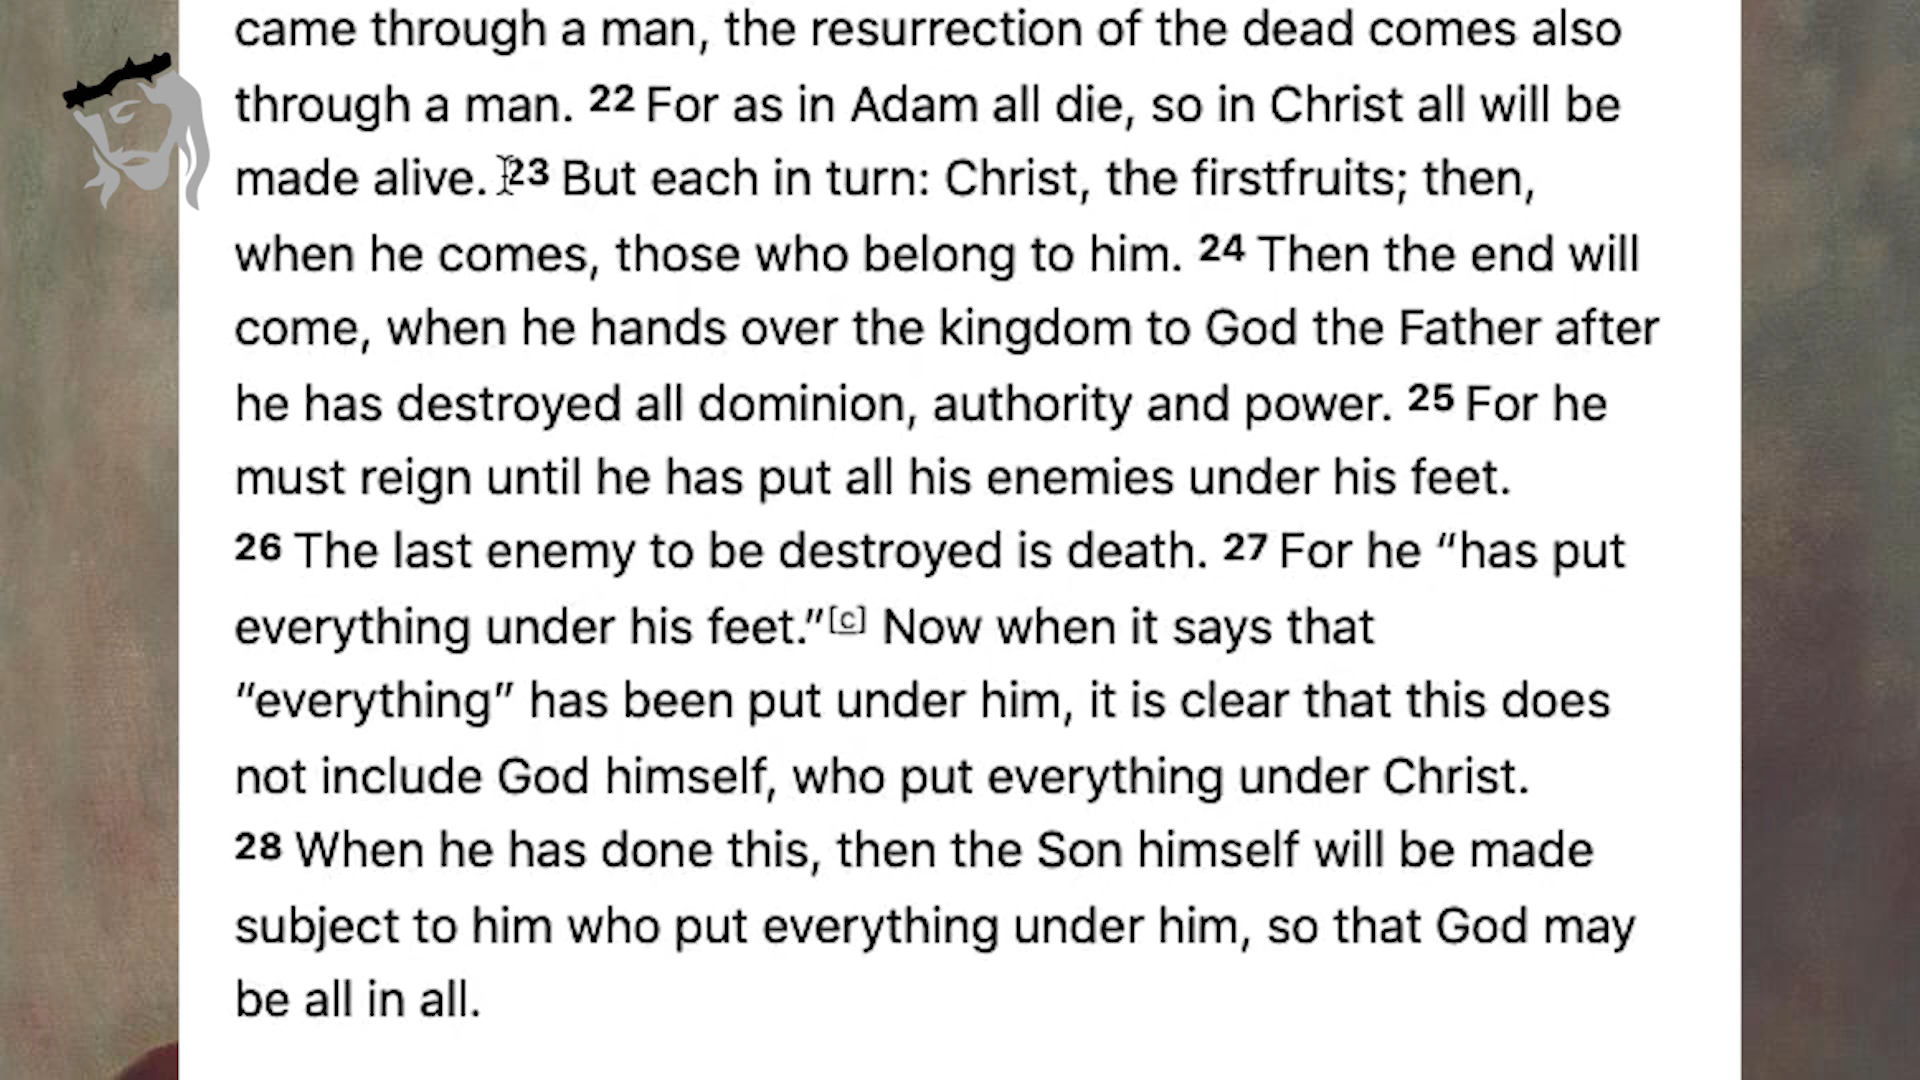 came through a man, the resurrection of the dead comes also
through a man. 22 For as in Adam all die, so in Christ all will be
made alive. 23 But each in turn: Christ, the firstfruits; then,
when he comes, those who belong to him. 24 Then the end will
come, when he hands over the kingdom to God the Father after
he has destroyed all dominion, authority and power. 25 For he
must reign until he has put all his enemies under his feet.
26 The last enemy to be destroyed is death. 27 For he “has put
everything under his feet.”[c] Now when it says that
“everything” has been put under him, it is clear that this does
not include God himself, who put everything under Christ.
28 When he has done this, then the Son himself will be made
subject to him who put everything under him, so that God may
be all in all.